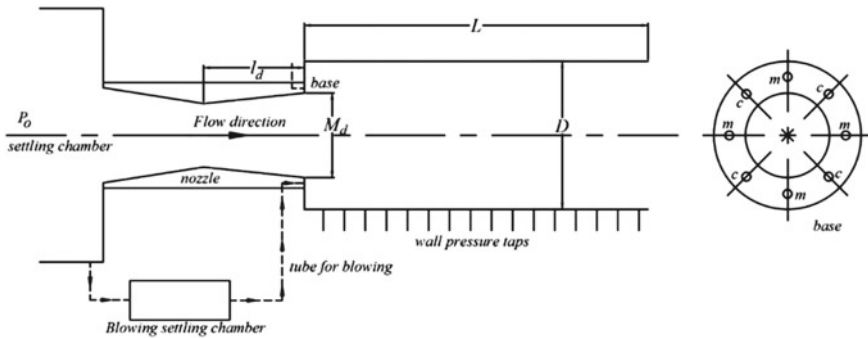 L
l_d
base
P_o
Flow direction
M_d
D
settling chamber
nozzle
wall pressure taps
tube for blowing
Blowing settling chamber
m
c
c
m
m
c
c
m
base